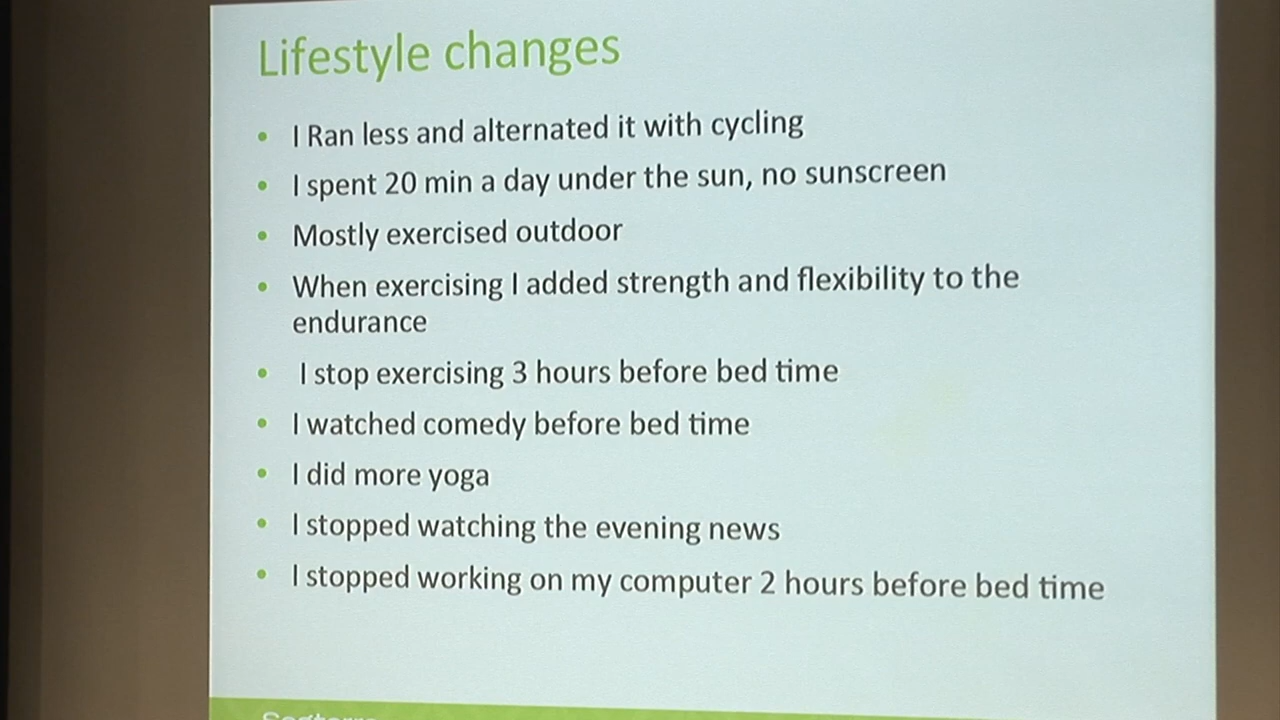 Lifestyle changes
• I Ran less and alternated it with cycling
• I spent 20 min a day under the sun, no sunscreen
• Mostly exercised outdoor
• When exercising I added strength and flexibility to the
endurance
• I stop exercising 3 hours before bed time
• I watched comedy before bed time
• I did more yoga
• I stopped watching the evening news
• I stopped working on my computer 2 hours before bed time